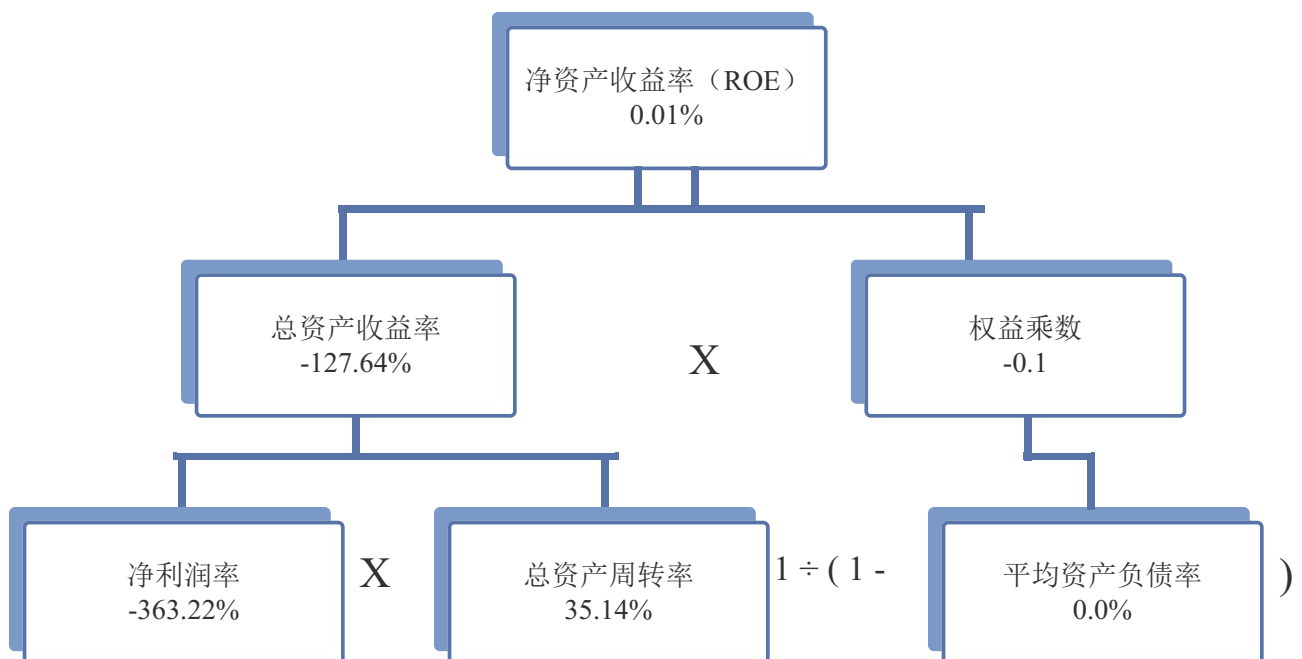 净资产收益率（ROE）
0.01%
总资产收益率
-127.64%
X
权益乘数
-0.1
净利润率
-363.22%
X
总资产周转率
35.14%
1 ÷ ( 1 -
平均资产负债率
0.0%
)